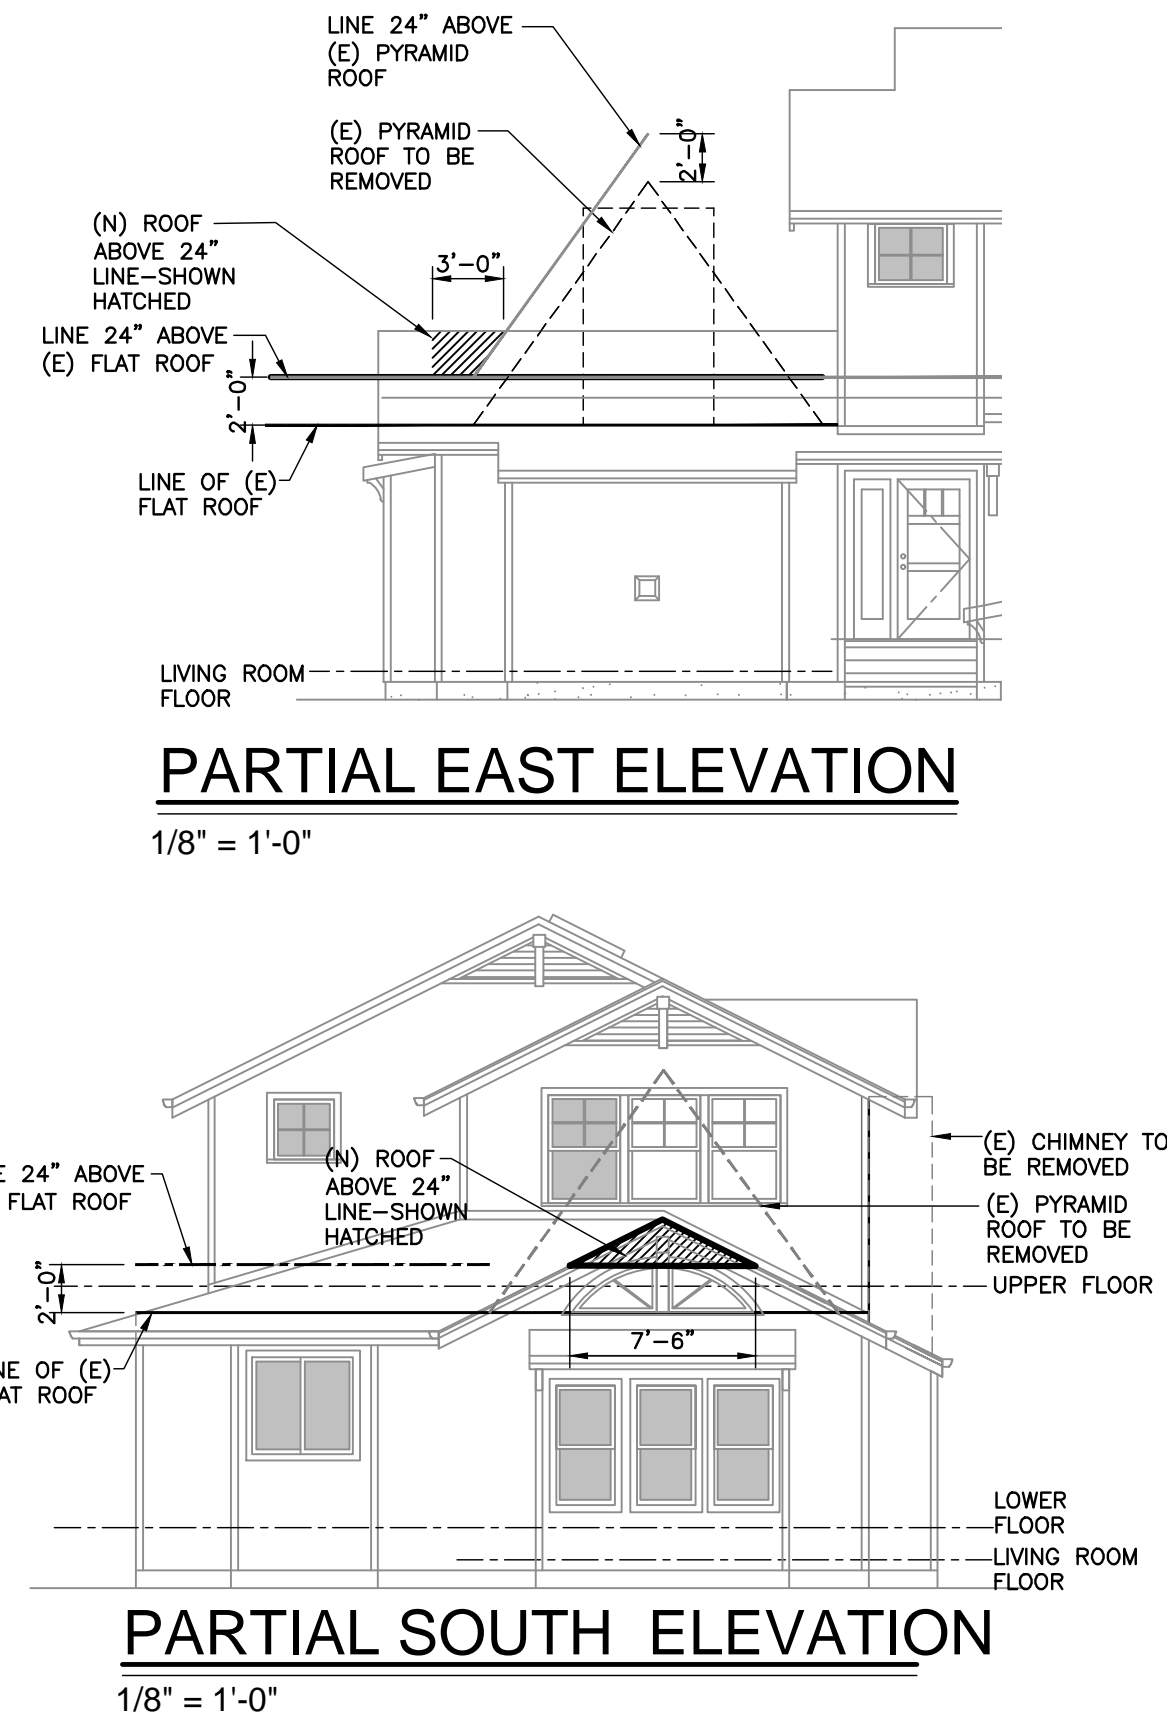 LINE 24" ABOVE
(E) PYRAMID
ROOF
2'-0"
(E) PYRAMID
ROOF TO BE
REMOVED
(N) ROOF
ABOVE 24"
LINE-SHOWN
HATCHED
3'-0"
LINE 24" ABOVE
(E) FLAT ROOF
2'-0"
LINE OF (E)
FLAT ROOF
LIVING ROOM
FLOOR
PARTIAL EAST ELEVATION
1/8" = 1'-0"
(E) CHIMNEY TO
BE REMOVED
(N) ROOF
ABOVE 24"
LINE-SHOWN
HATCHED
24" ABOVE
FLAT ROOF
(E) PYRAMID
ROOF TO BE
REMOVED
2'-0"
UPPER FLOOR
7'-6"
OF (E)
ROOF
LOWER
FLOOR
LIVING ROOM
FLOOR
PARTIAL SOUTH ELEVATION
1/8" = 1'-0"